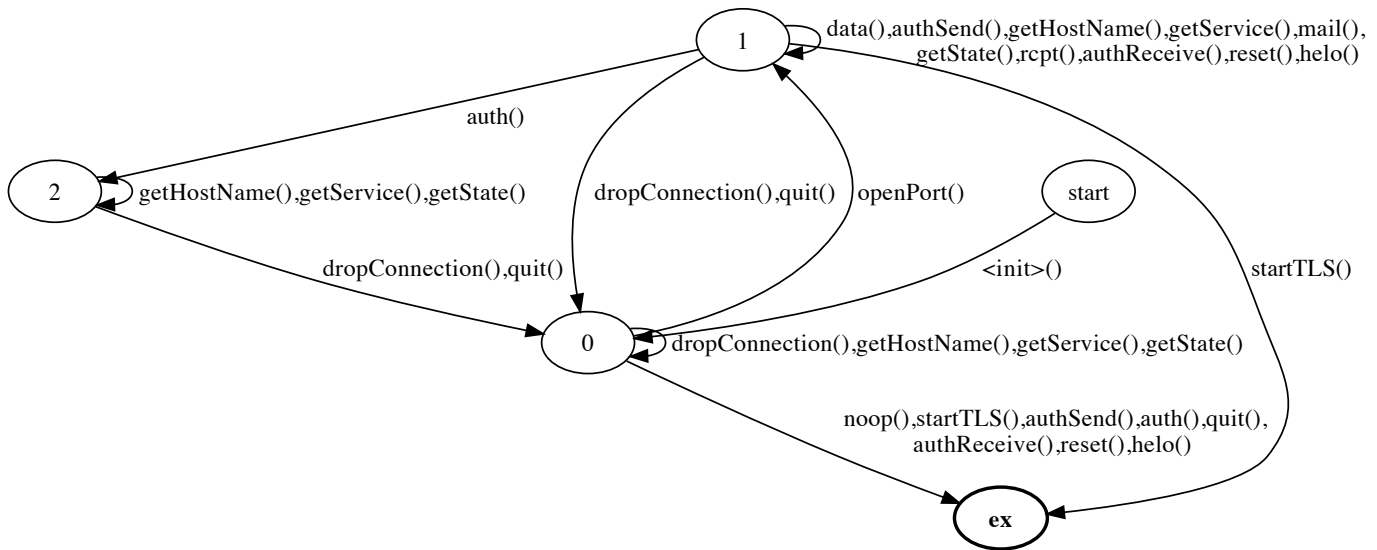 1
data(),authSend(),getHostName(),getService(),mail(),
getState(),rcpt(),authReceive(),reset(),helo()
auth()
2
getHostName(),getService(),getState()
dropConnection(),quit()
openPort()
start
dropConnection(),quit()
<init>()
startTLS()
0
dropConnection(),getHostName(),getService(),getState()
noop(),startTLS(),authSend(),auth(),quit(),
authReceive(),reset(),helo()
ex